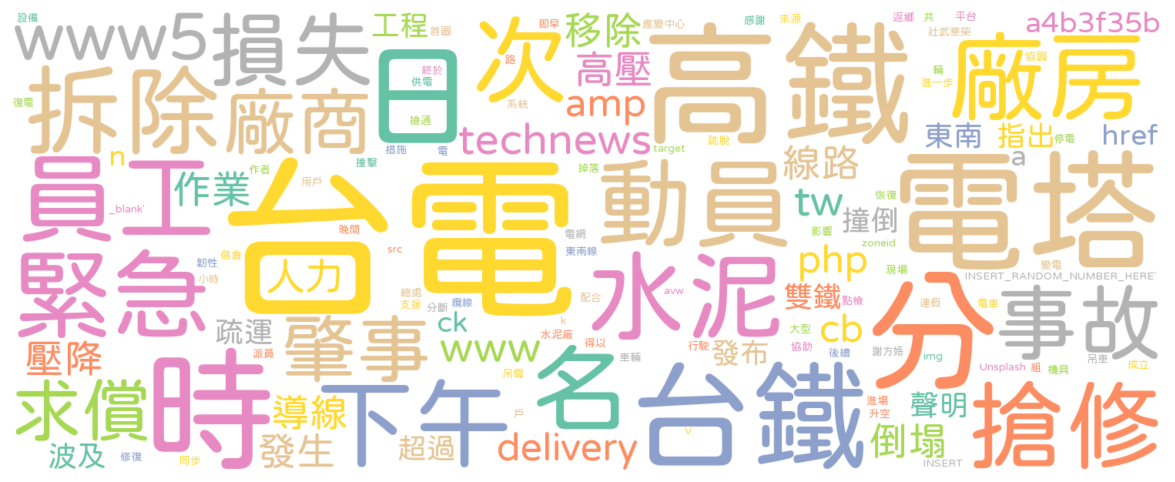 設備
www5
損失
工程
首圖
即早
次
移除
應變中心
感謝
來源
返鄉
共
平台
社武華榮
a4b3f35b
拆除
廠商
日
終於
供電
搶通
路
高壓
高鐵
輛
進一步
協興
廠房
復電
系統
amp
technews
跳脫
target
東南
指出
停電
href
措施
電
n
撞擊
作者
員工
作業
_blank'
用戶
台電
掉落
動員
線路
a
電塔
tw
恢復
撞倒
影響
zoneid
晚間
電網
東南線
src
緊急
韌性
小時
盤倉
人力
水泥
avw
php
現場
變電
INSERT_RANDOM_NUMBER_HERE'
總處
支援
分斷
纜線
配合
雙鐵
點檢
連假
電車
分
事故
疏運
肇事
ck
k
水泥廠
得以
大型
cb
壓降
派員
www
車輛
行駛
發布
協助
後續
謝方娪
img
吊車
Unsplash
組
機具
成立
吊臂
求償
時
導線
下午
名
台鐵
進場
升空
聲明
搶修
戶
V
波及
修復
同步
發生
超過
delivery
倒塌
INSERT